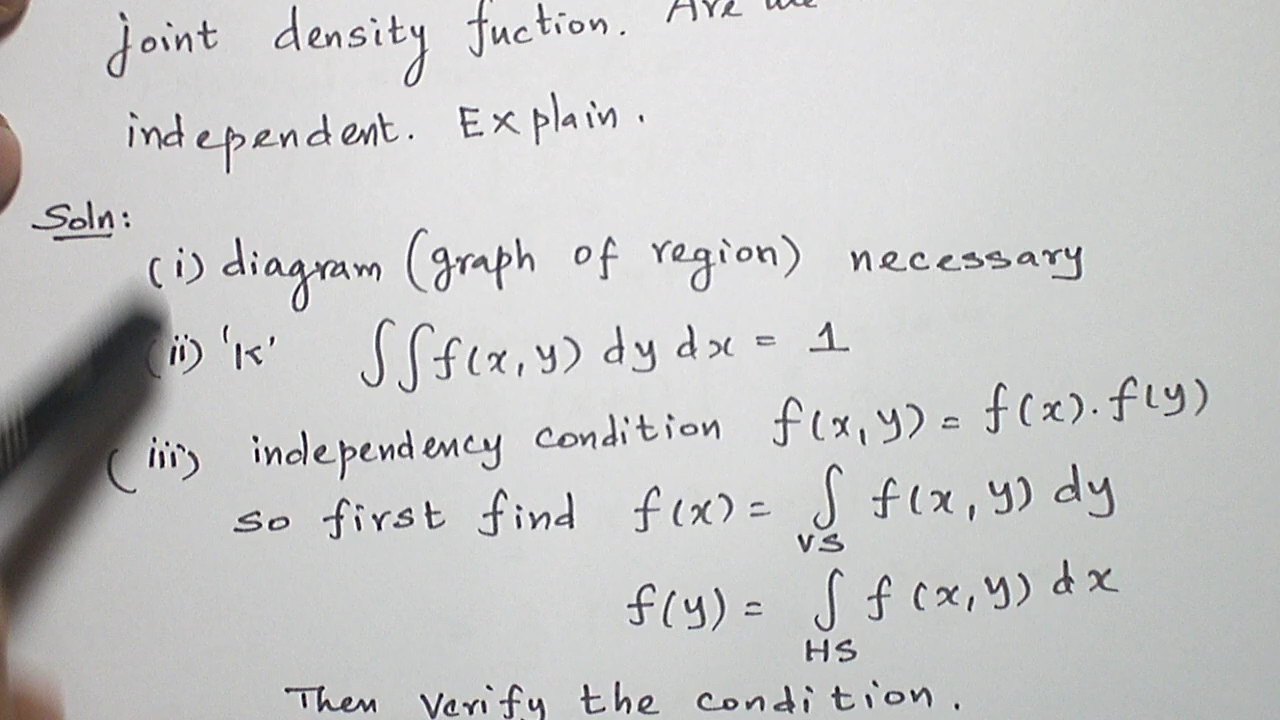 joint density fuction. Are
independent. Explain.
Soln:
(i) diagram (graph of region) necessary
(ii) 'K' ∫∫f(x,y) dy dx = 1
(iii) independency condition f(x,y) = f(x).f(y)
so first find f(x) = ∫ f(x,y) dy
VS
f(y) = ∫ f(x,y) dx
HS
Then verify the condition.